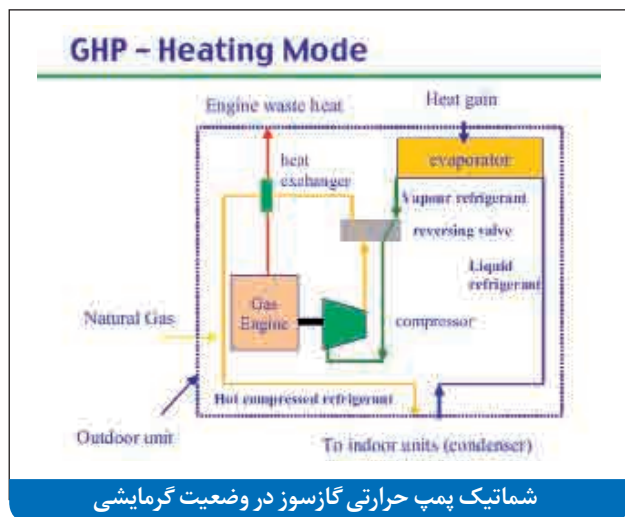 GHP – Heating Mode
Engine waste heat
Heat gain
heat
exchanger
evaporator
Vapour refrigerant
reversing valve
Liquid
refrigerant
Gas
Engine
Natural Gas
compressor
Hot compressed refrigerant
Outdoor unit
To indoor units (condenser)
شماتیک پمپ حرارتی گازسوز در وضعیت گرمایشی